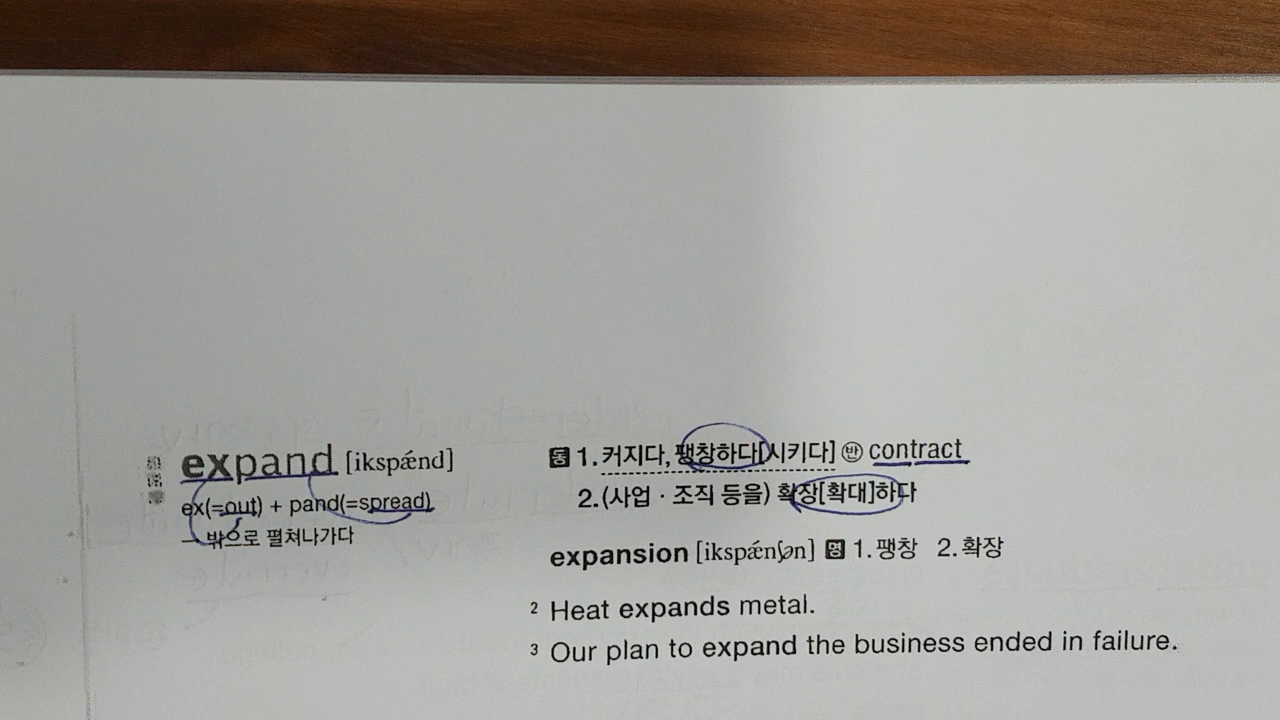 expand [ikspǽnd]
ex(=out) + pand(=spread)
→ 밖으로 펼쳐나가다
동 1. 커지다, 팽창하다[시키다] 반 contract
2. (사업 · 조직 등을) 확장[확대]하다
expansion [ikspǽnʃən] 명 1. 팽창 2. 확장
2 Heat expands metal.
3 Our plan to expand the business ended in failure.